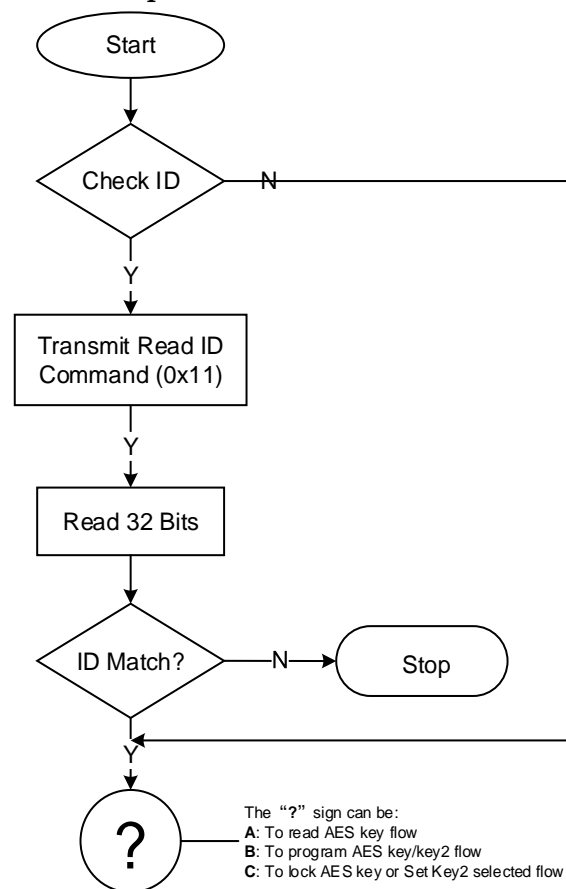 Start
Check ID
N
Y
Transmit Read ID
Command (0x11)
Y
Read 32 Bits
ID Match?
N
Stop
Y
?
The “?” sign can be:
A: To read AES key flow
B: To program AES key/key2 flow
C: To lock AES key or Set Key2 selected flow